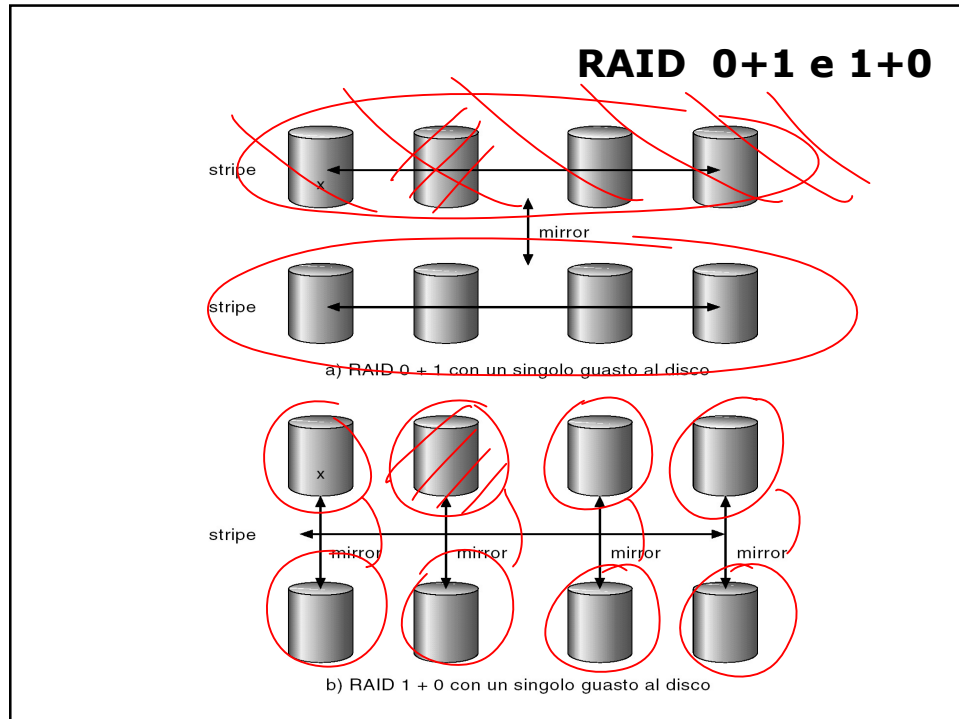 RAID 0+1 e 1+0
stripe
x
mirror
stripe
a) RAID 0 + 1 con un singolo guasto al disco
x
stripe
mirror mirror mirror mirror
b) RAID 1 + 0 con un singolo guasto al disco